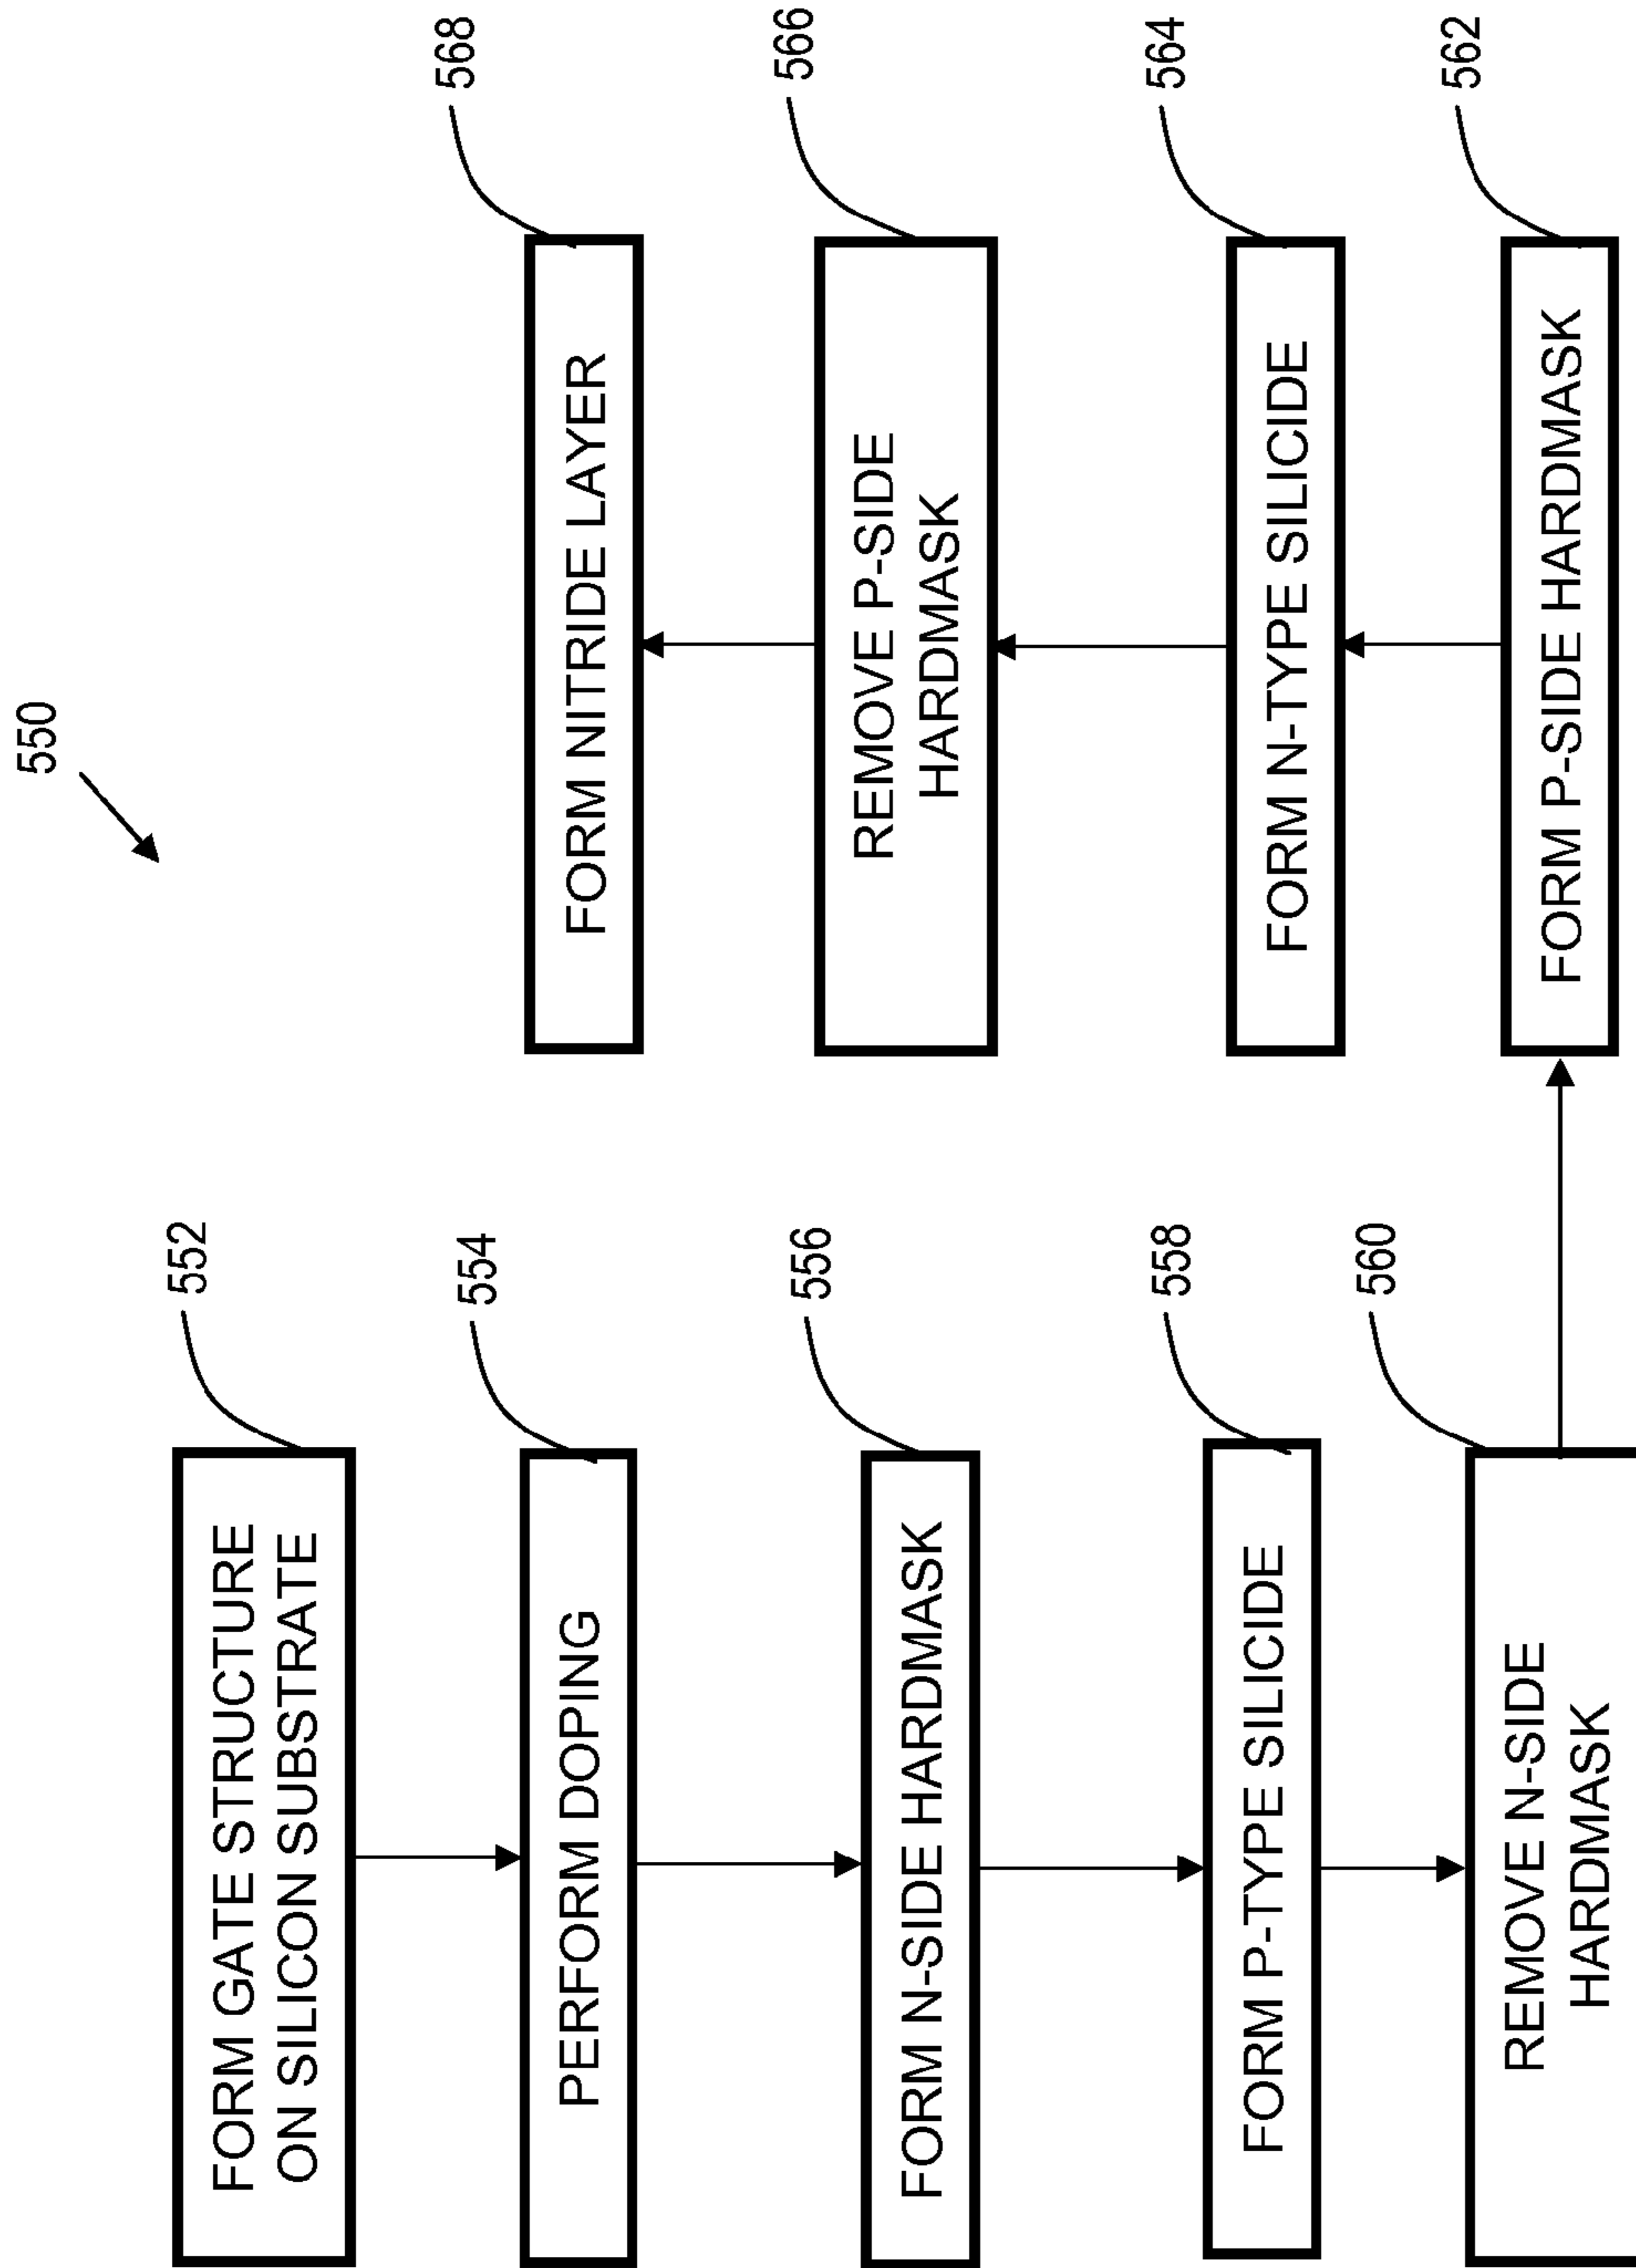 550
552
FORM GATE STRUCTURE
ON SILICON SUBSTRATE
554
PERFORM DOPING
556
FORM N-SIDE HARDMASK
558
FORM P-TYPE SILICIDE
560
REMOVE N-SIDE
HARDMASK
562
FORM P-SIDE HARDMASK
564
FORM N-TYPE SILICIDE
566
REMOVE P-SIDE
HARDMASK
568
FORM NITRIDE LAYER